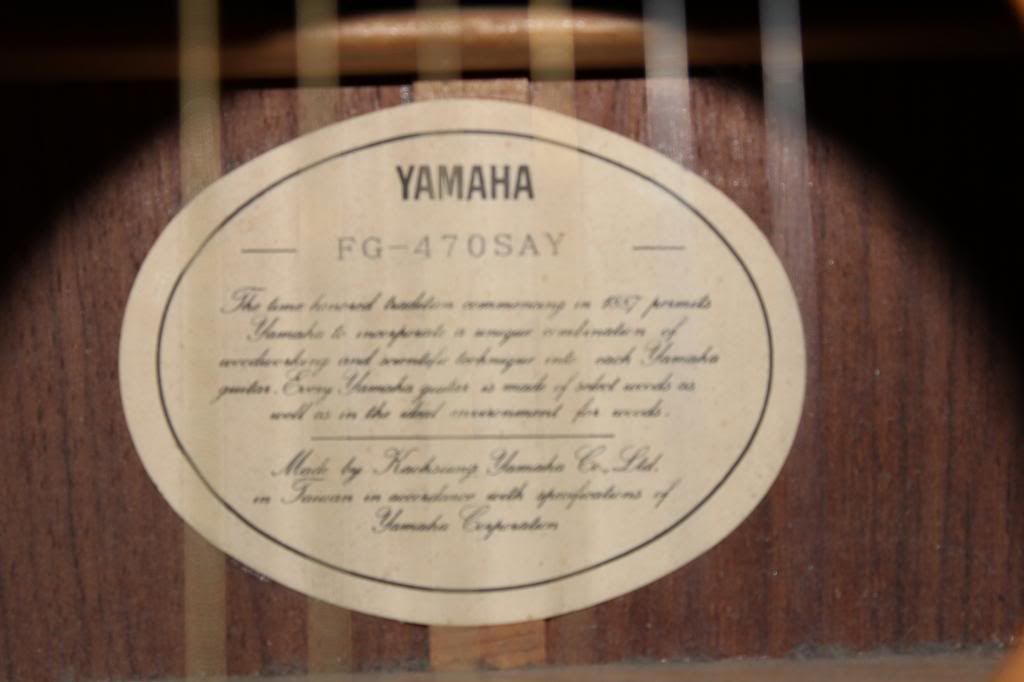 YAMAHA
FG-470SAY
The time honored tradition commencing in 1887 permits
Yamaha to incorporate a unique combination of
woodworking and scientific technique into each Yamaha
guitar. Every Yamaha guitar is made of select woods as
well as in the ideal environment for woods.
Made by Kaohsiung Yamaha Co., Ltd.
in Taiwan in accordance with specifications of
Yamaha Corporation